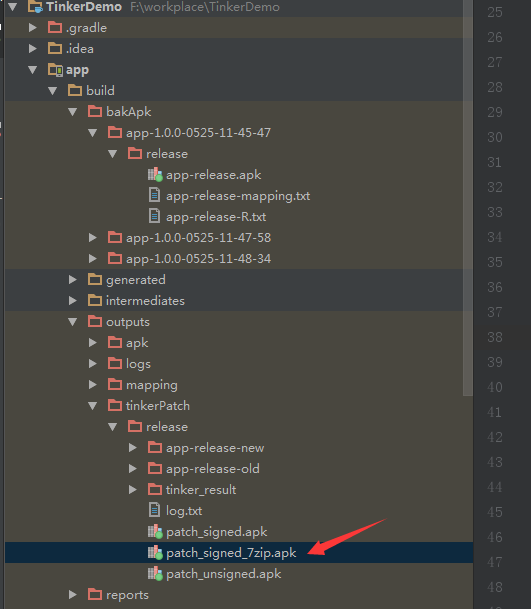 TinkerDemo F:\workplace\TinkerDemo
.gradle
.idea
app
build
bakApk
app-1.0.0-0525-11-45-47
release
app-release.apk
app-release-mapping.txt
app-release-R.txt
app-1.0.0-0525-11-47-58
app-1.0.0-0525-11-48-34
generated
intermediates
outputs
apk
logs
mapping
tinkerPatch
release
app-release-new
app-release-old
tinker_result
log.txt
patch_signed.apk
patch_signed_7zip.apk
patch_unsigned.apk
reports
25
26
27
28
29
30
31
32
33
34
35
36
37
38
39
40
41
42
43
44
45
46
47
48